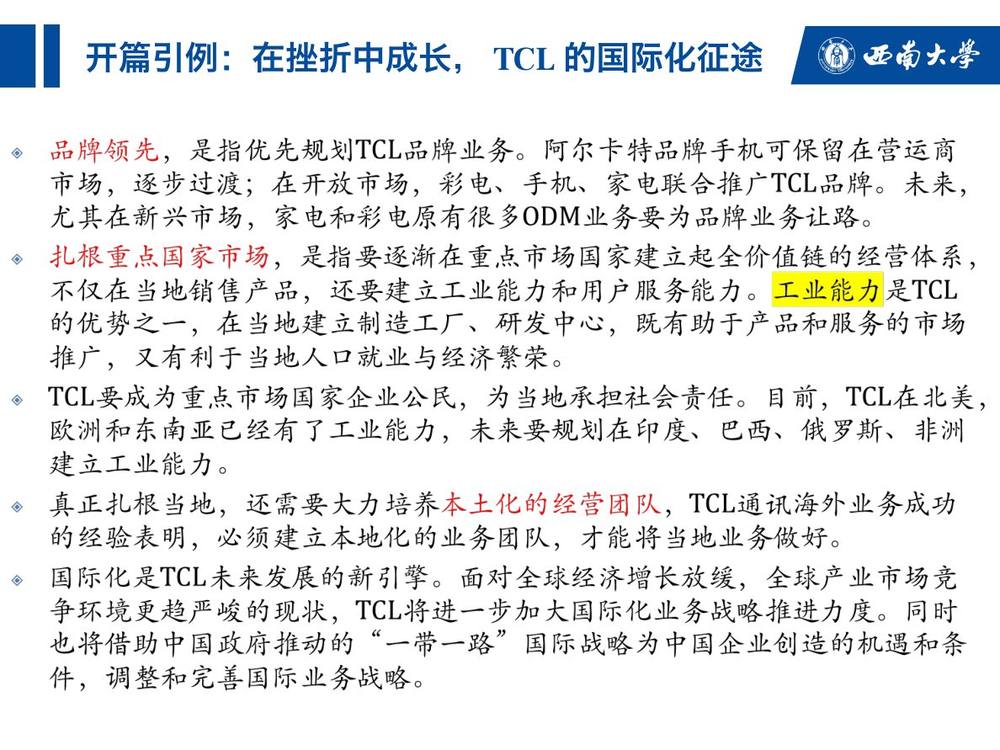 开篇引例：在挫折中成长， TCL 的国际化征途
西南大学
品牌领先，是指优先规划TCL品牌业务。阿尔卡特品牌手机可保留在营运商
市场，逐步过渡；在开放市场，彩电、手机、家电联合推广TCL品牌。未来，
尤其在新兴市场，家电和彩电原有很多ODM业务要为品牌业务让路。
扎根重点国家市场，是指要逐渐在重点市场国家建立起全价值链的经营体系，
不仅在当地销售产品，还要建立工业能力和用户服务能力。工业能力是TCL
的优势之一，在当地建立制造工厂、研发中心，既有助于产品和服务的市场
推广，又有利于当地人口就业与经济繁荣。
TCL要成为重点市场国家企业公民，为当地承担社会责任。目前，TCL在北美，
欧洲和东南亚已经有了工业能力，未来要规划在印度、巴西、俄罗斯、非洲
建立工业能力。
真正扎根当地，还需要大力培养本土化的经营团队，TCL通讯海外业务成功
的经验表明，必须建立本地化的业务团队，才能将当地业务做好。
国际化是TCL未来发展的新引擎。面对全球经济增长放缓，全球产业市场竞
争环境更趋严峻的现状，TCL将进一步加大国际化业务战略推进力度。同时
也将借助中国政府推动的“一带一路”国际战略为中国企业创造的机遇和条
件，调整和完善国际业务战略。